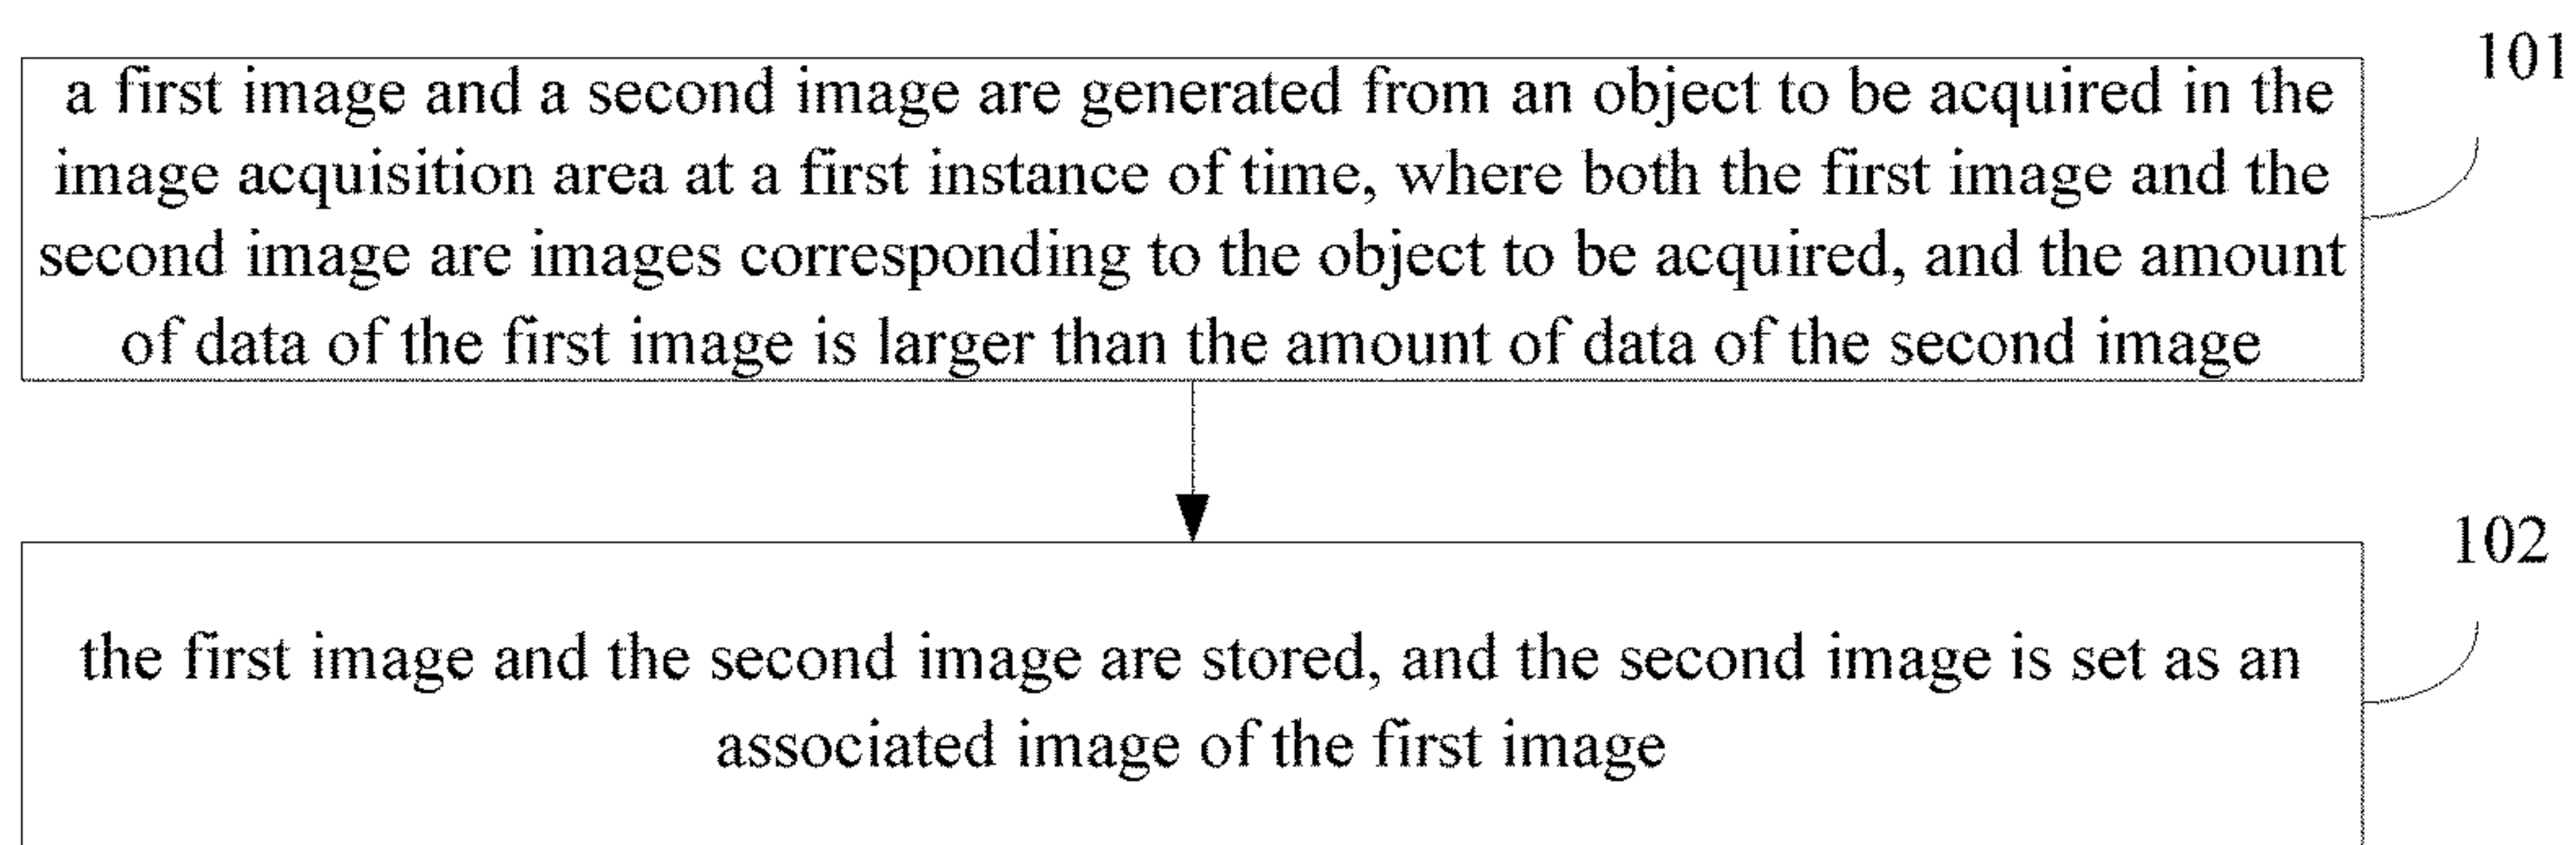 101
a first image and a second image are generated from an object to be acquired in the
image acquisition area at a first instance of time, where both the first image and the
second image are images corresponding to the object to be acquired, and the amount
of data of the first image is larger than the amount of data of the second image
102
the first image and the second image are stored, and the second image is set as an
associated image of the first image